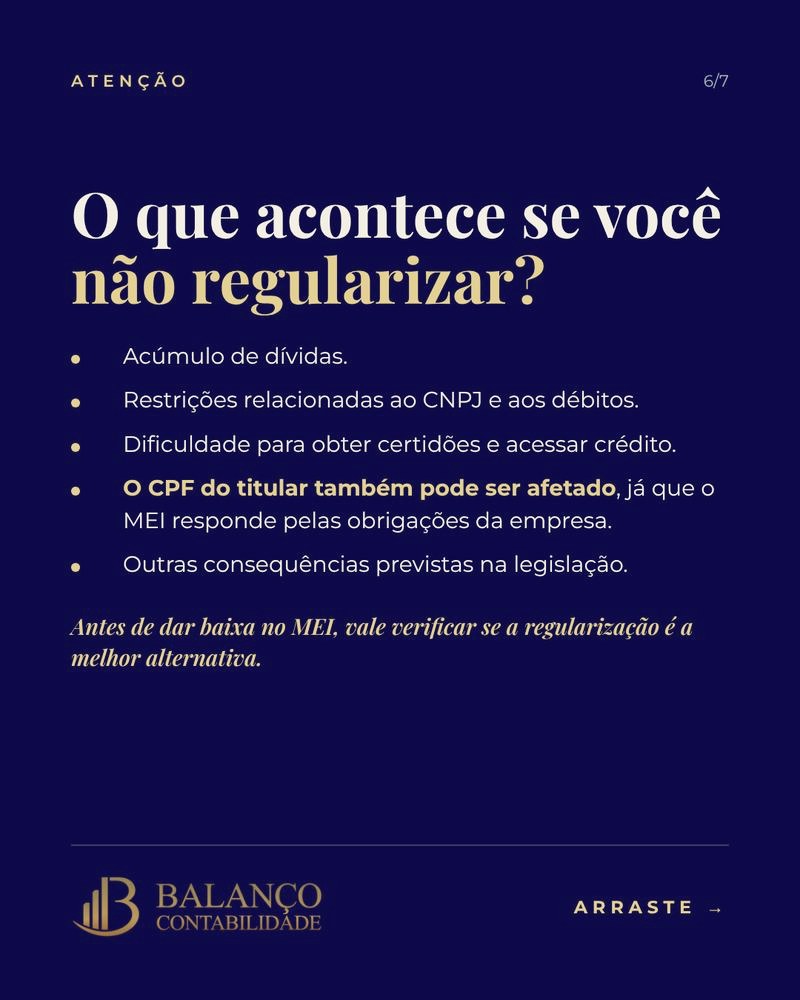 ATENÇÃO
6/7
O que acontece se você
não regularizar?
• Acúmulo de dívidas.
• Restrições relacionadas ao CNPJ e aos débitos.
• Dificuldade para obter certidões e acessar crédito.
• O CPF do titular também pode ser afetado, já que o
MEI responde pelas obrigações da empresa.
• Outras consequências previstas na legislação.
Antes de dar baixa no MEI, vale verificar se a regularização é a
melhor alternativa.
BALANÇO
CONTABILIDADE
ARRASTE →